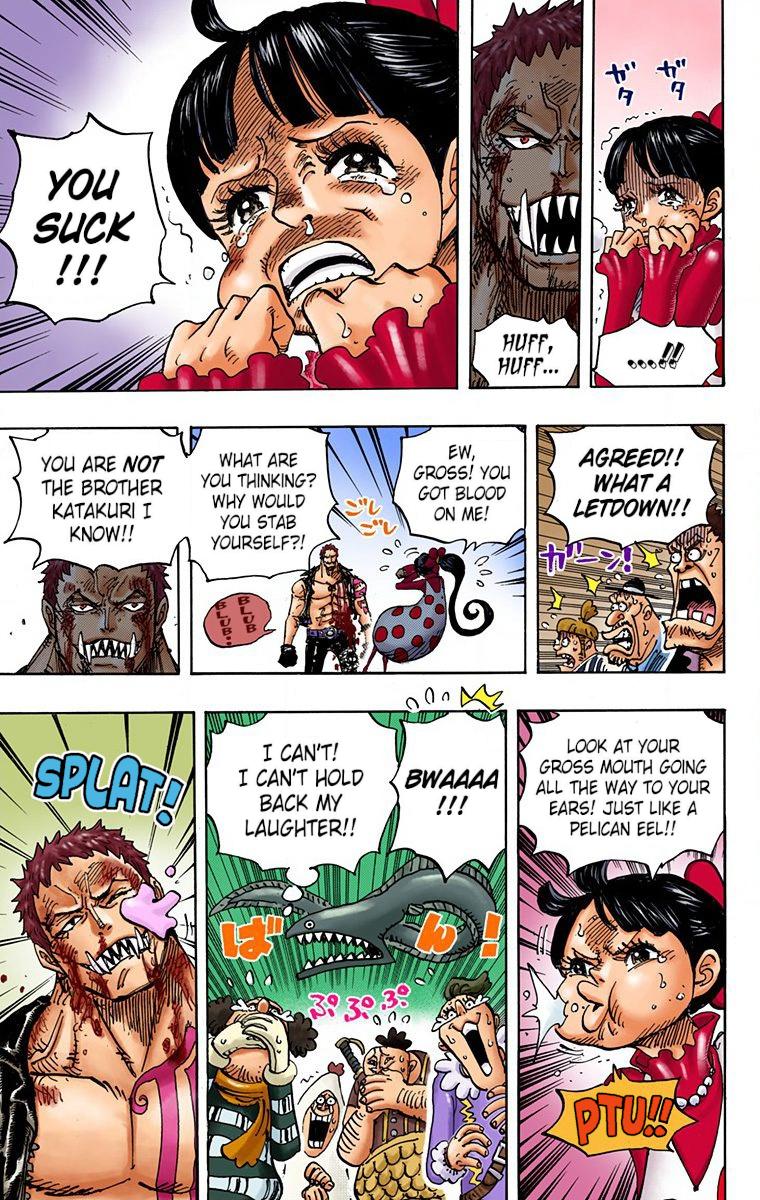 ガタ
ガタ
....!!
HUFF,
HUFF...
YOU
SUCK
!!!
AGREED!!
WHAT A
LETDOWN!!
ガーン!
EW,
GROSS! YOU
GOT BLOOD
ON ME!
ゴシ
ゴシ
WHAT ARE
YOU THINKING?
WHY WOULD
YOU STAB
YOURSELF?!
BLUB
BLUB!
YOU ARE NOT
THE BROTHER
KATAKURI I
KNOW!!
LOOK AT YOUR
GROSS MOUTH GOING
ALL THE WAY TO YOUR
EARS! JUST LIKE A
PELICAN EEL!!
PTU!!
BWAAAA
!!!
I CAN'T!
I CAN'T HOLD
BACK MY
LAUGHTER!!
ばん!
ぷぷぷ
SPLAT!